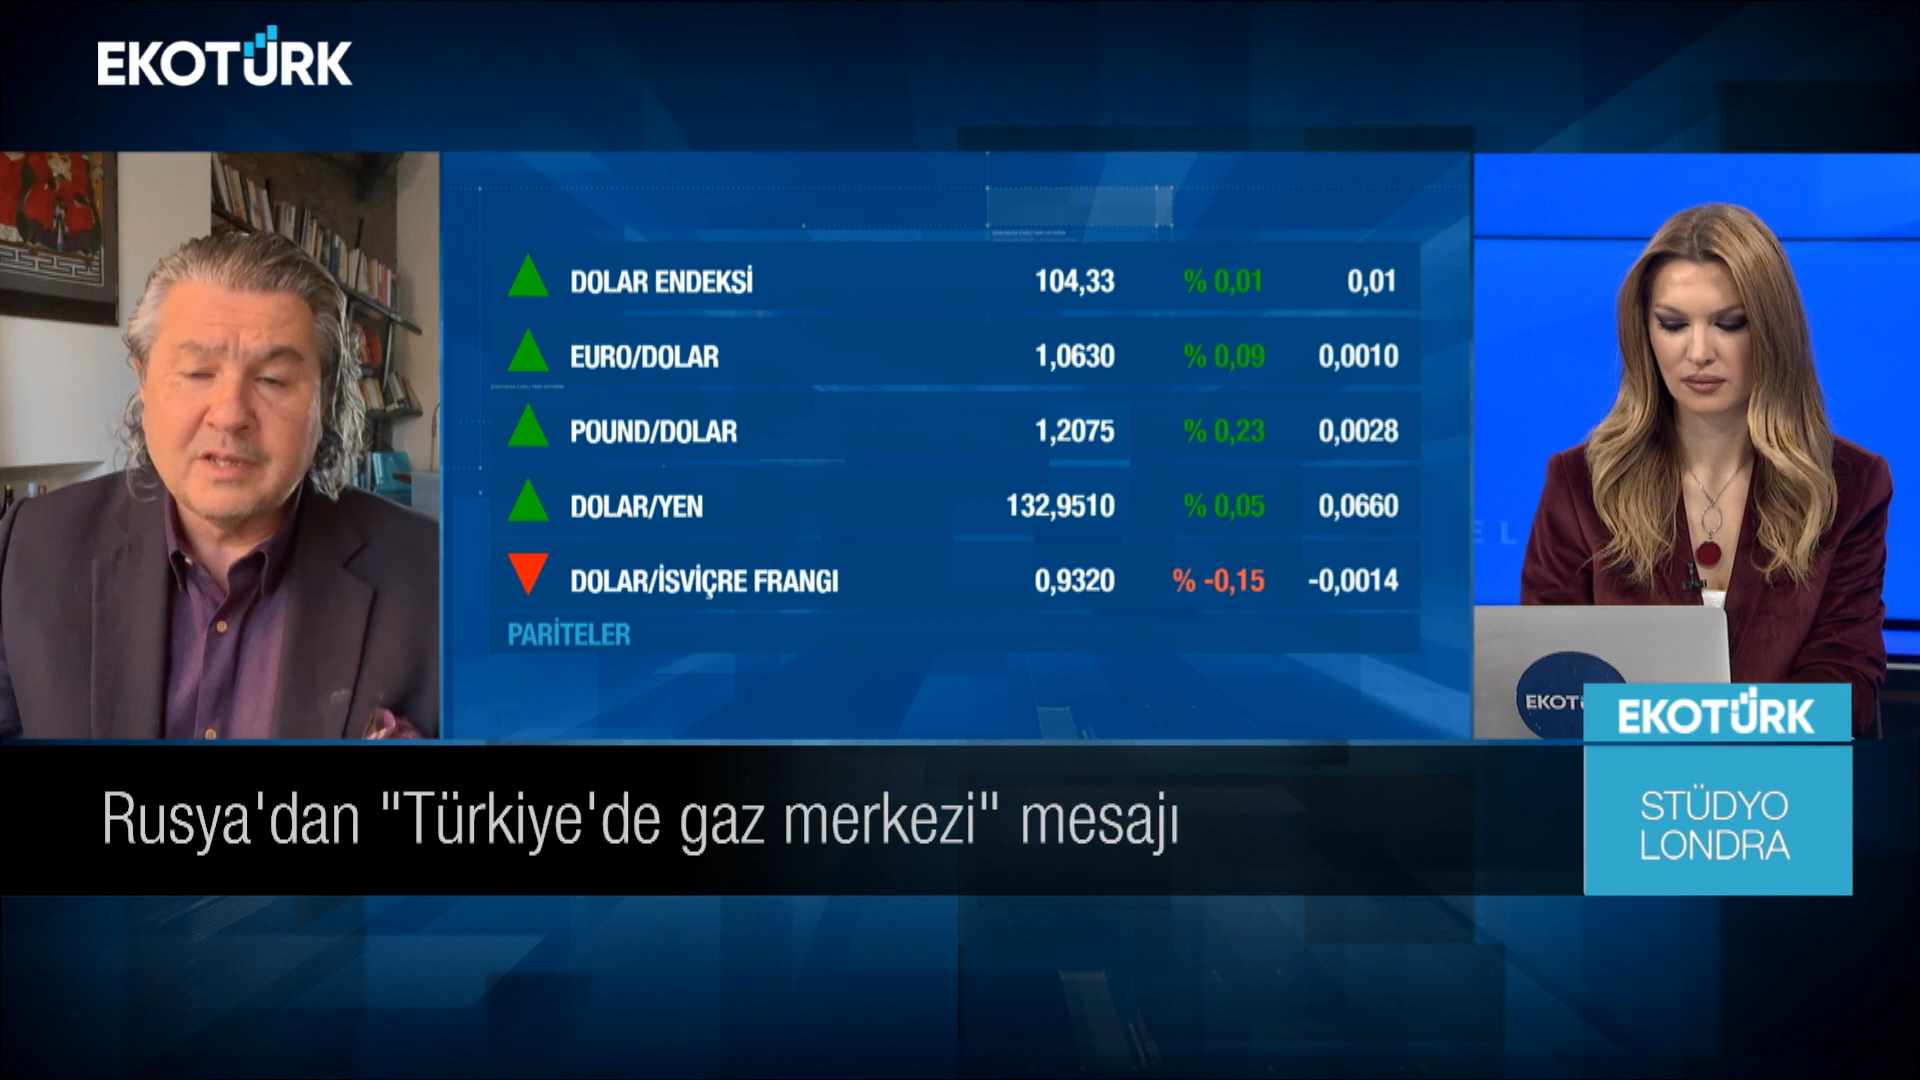 EKOTÜRK
DOLAR ENDEKSİ 104,33 % 0,01 0,01
EURO/DOLAR 1,0630 % 0,09 0,0010
POUND/DOLAR 1,2075 % 0,23 0,0028
DOLAR/YEN 132,9510 % 0,05 0,0660
DOLAR/İSVİÇRE FRANGI 0,9320 % -0,15 -0,0014
PARİTELER
EL
EKOTÜ
EKOTÜRK
Rusya'dan "Türkiye'de gaz merkezi" mesajı
STÜDYO
LONDRA